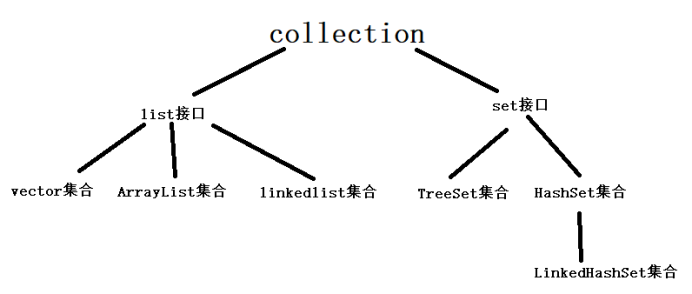 collection
list接口
set接口
vector集合
ArrayList集合
linkedlist集合
TreeSet集合
HashSet集合
LinkedHashSet集合